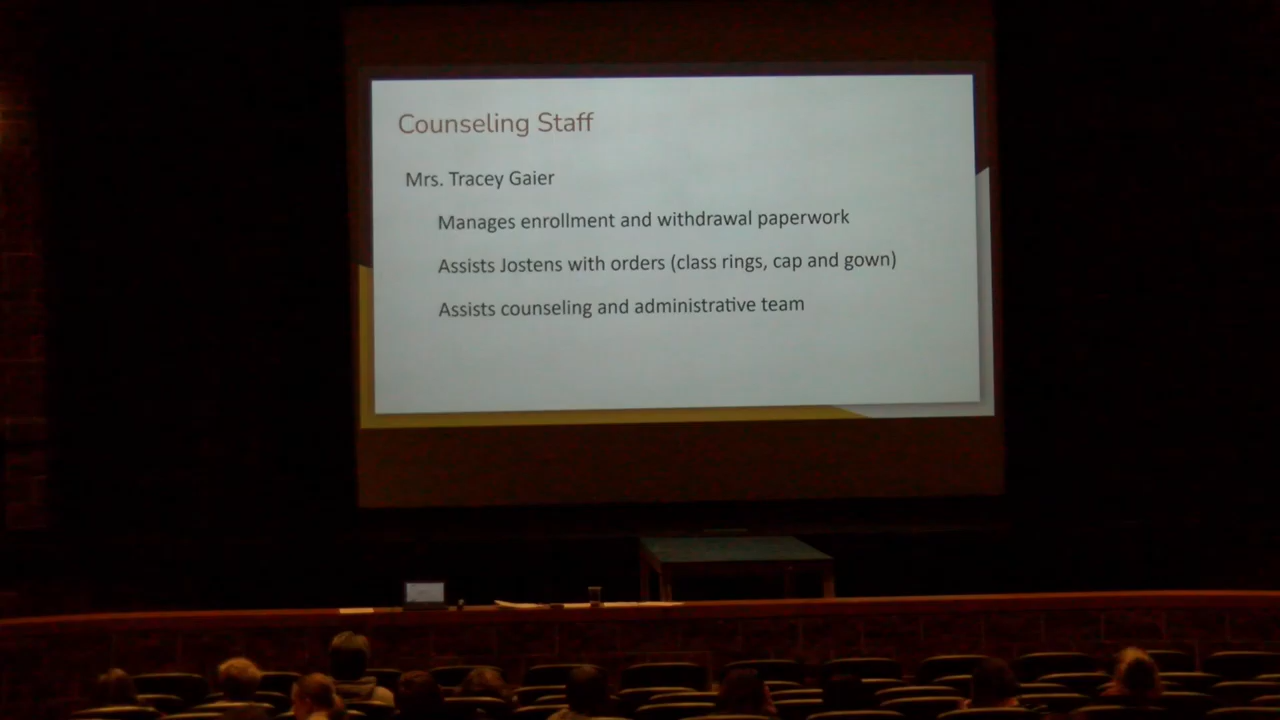 Counseling Staff
Mrs. Tracey Gaier
Manages enrollment and withdrawal paperwork
Assists Jostens with orders (class rings, cap and gown)
Assists counseling and administrative team